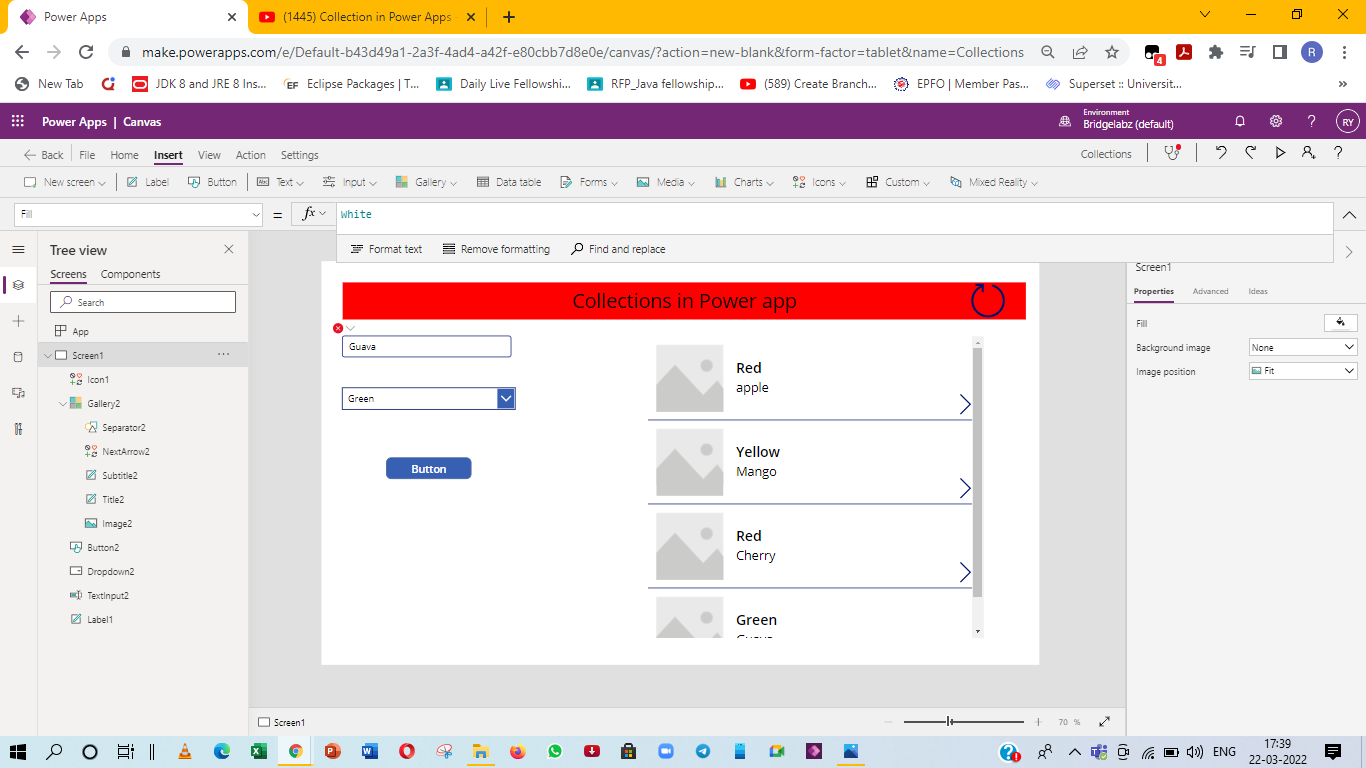 Power Apps
(1445) Collection in Power Apps
make.powerapps.com/e/Default-b43d49a1-2a3f-4ad4-a42f-e80cbb7d8e0e/canvas/?action=new-blank&form-factor=tablet&name=Collections
4
R
New Tab
JDK 8 and JRE 8 Ins...
EF Eclipse Packages | T...
Daily Live Fellowshi...
RFP_Java fellowship...
(589) Create Branch...
EPFO | Member Pas...
Superset :: Universit...
»
Power Apps | Canvas
Environment
Bridgelabz (default)
RY
Back
File
Home
Insert
View
Action
Settings
Collections
New screen
Label
Button
Text
Input
Gallery
Data table
Forms
Media
Charts
Icons
Custom
Mixed Reality
Fill
=
fx
White
Format text
Remove formatting
Find and replace
Tree view
Screens
Components
Search
App
Screen1
Icon1
Gallery2
Separator2
NextArrow2
Subtitle2
Title2
Image2
Button2
Dropdown2
TextInput2
Label1
Collections in Power app
Guava
Green
Button
Red
apple
Yellow
Mango
Red
Cherry
Green
Guava
Screen1
Properties
Advanced
Ideas
Fill
Background image
None
Image position
Fit
Screen1
70 %
ENG
17:39
22-03-2022